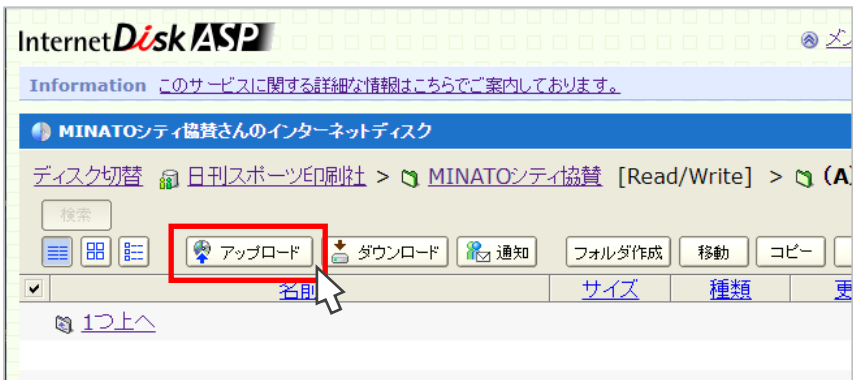 InternetDisk ASP
メン
Information このサービスに関する詳細な情報はこちらでご案内しております。
MINATOシティ協賛さんのインターネットディスク
ディスク切替 日刊スポーツ印刷社 > MINATOシティ協賛 [Read/Write] > (A)
検索
アップロード ダウンロード 通知 フォルダ作成 移動 コピー
名前 サイズ 種類 更
1つ上へ